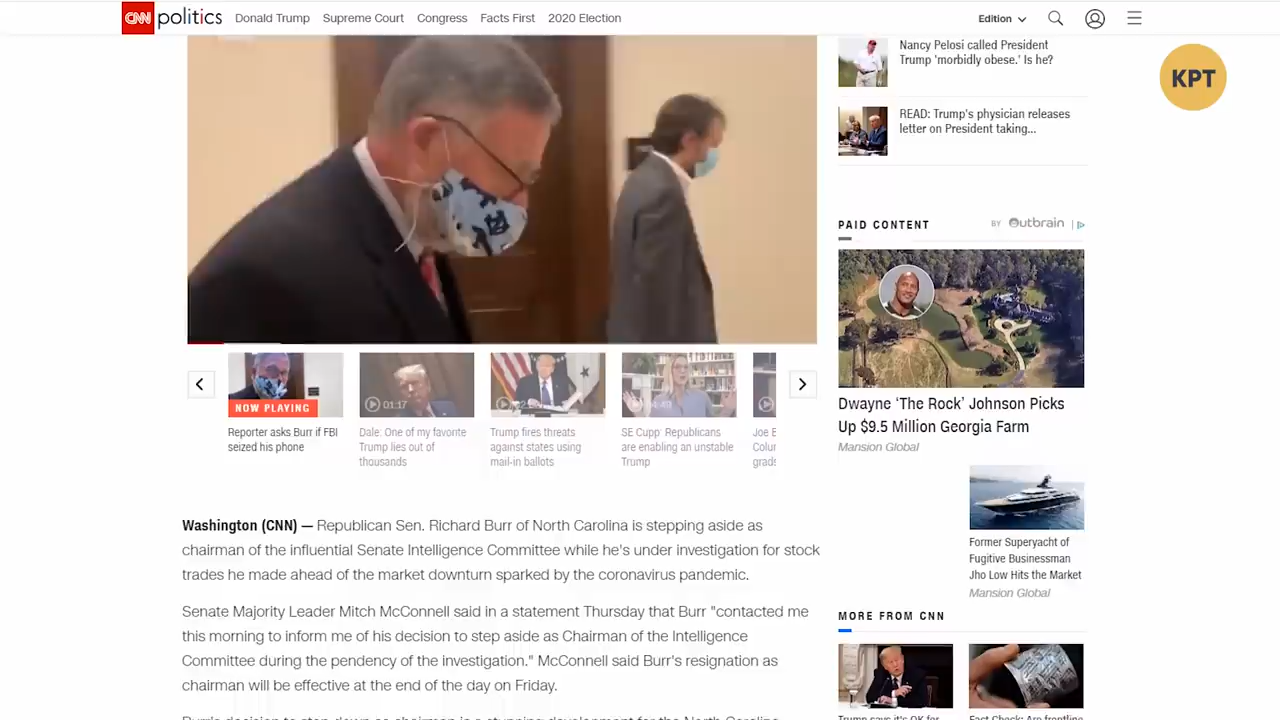 CNN politics Donald Trump Supreme Court Congress Facts First 2020 Election Edition
KPT
NOW PLAYING
Reporter asks Burr if FBI
seized his phone
01:17
Dale: One of my favorite
Trump lies out of
thousands
Trump fires threats
against states using
mail-in ballots
SE Cupp: Republicans
are enabling an unstable
Trump
Joe B
Colu
grads
Washington (CNN) — Republican Sen. Richard Burr of North Carolina is stepping aside as
chairman of the influential Senate Intelligence Committee while he's under investigation for stock
trades he made ahead of the market downturn sparked by the coronavirus pandemic.
Senate Majority Leader Mitch McConnell said in a statement Thursday that Burr "contacted me
this morning to inform me of his decision to step aside as Chairman of the Intelligence
Committee during the pendency of the investigation." McConnell said Burr's resignation as
chairman will be effective at the end of the day on Friday.
Nancy Pelosi called President
Trump 'morbidly obese.' Is he?
READ: Trump's physician releases
letter on President taking...
PAID CONTENT BY Outbrain
Dwayne ‘The Rock’ Johnson Picks
Up $9.5 Million Georgia Farm
Mansion Global
Former Superyacht of
Fugitive Businessman
Jho Low Hits the Market
Mansion Global
MORE FROM CNN